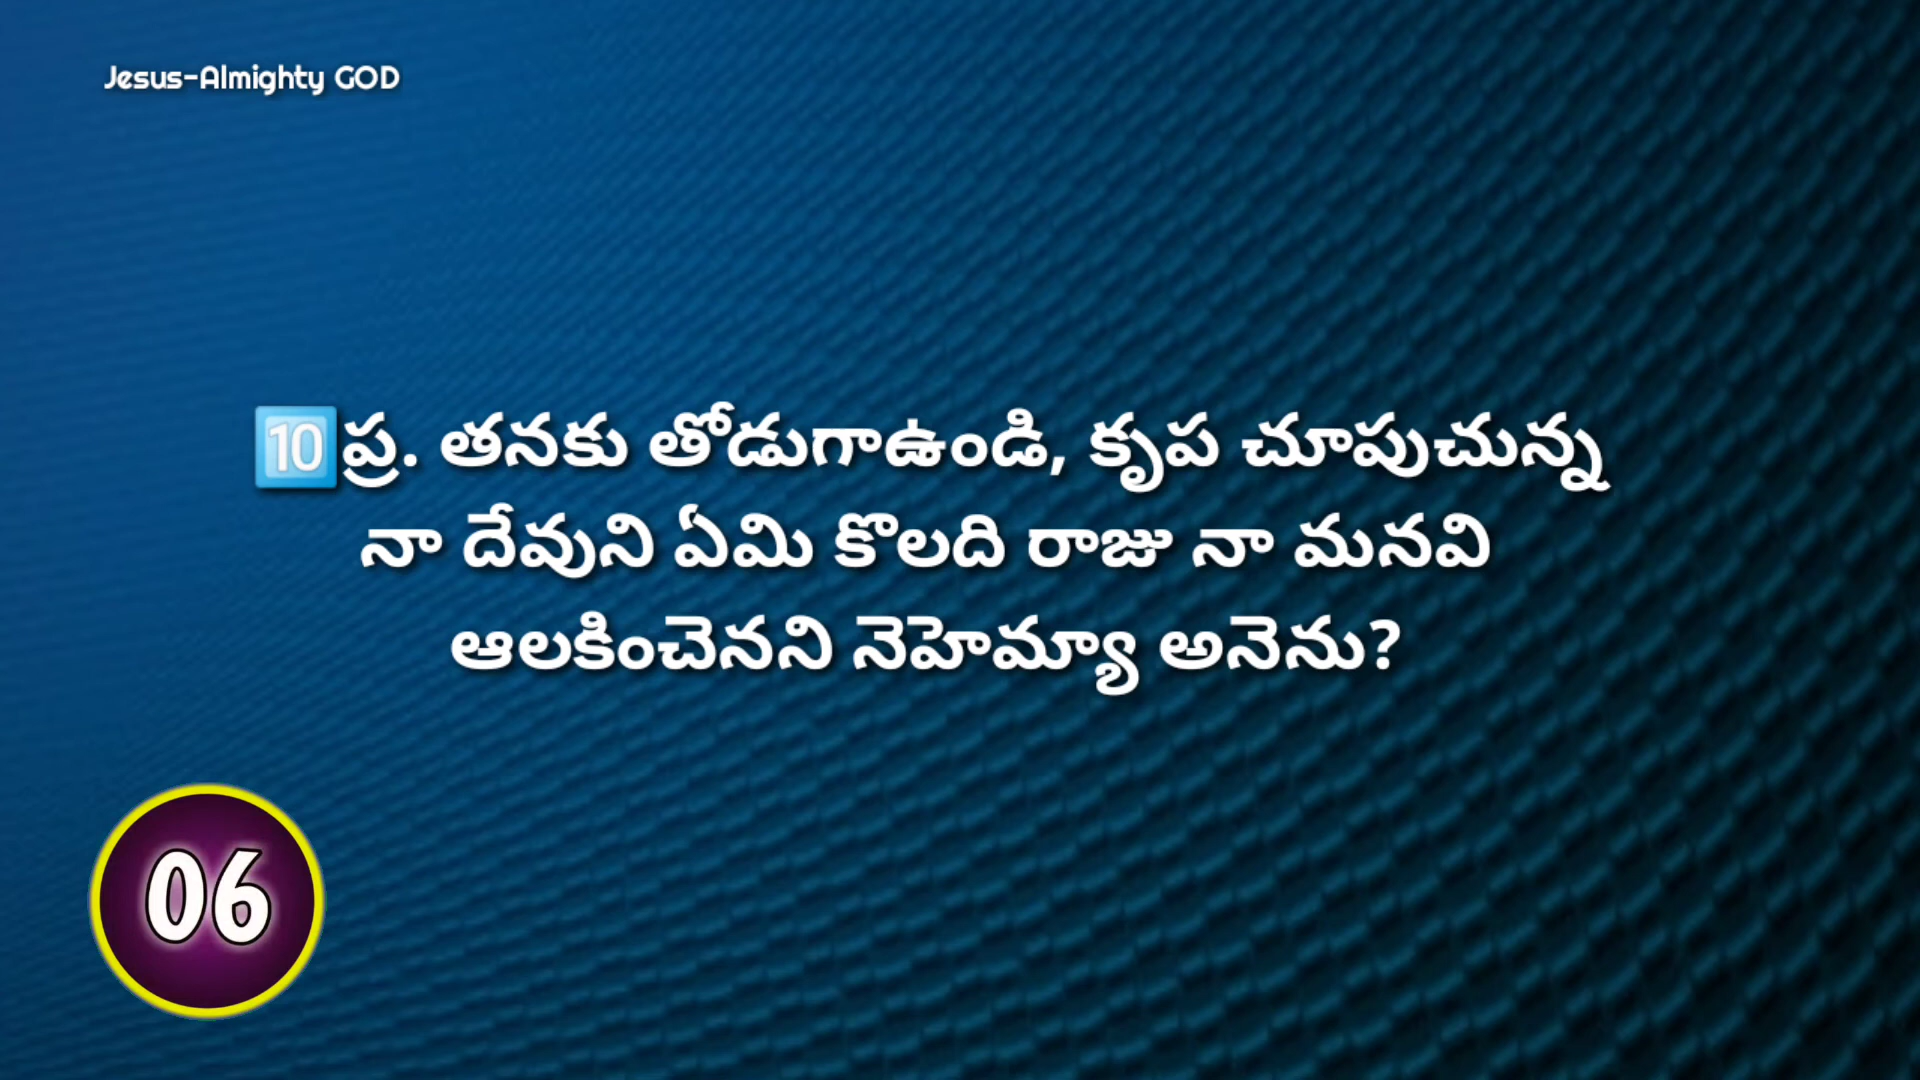 Jesus-Almighty GOD
🔟ప్ర. తనకు తోడుగాఉండి, కృప చూపుచున్న
నా దేవుని ఏమి కొలది రాజు నా మనవి
ఆలకించెనని నెహెమ్యా అనెను?
06